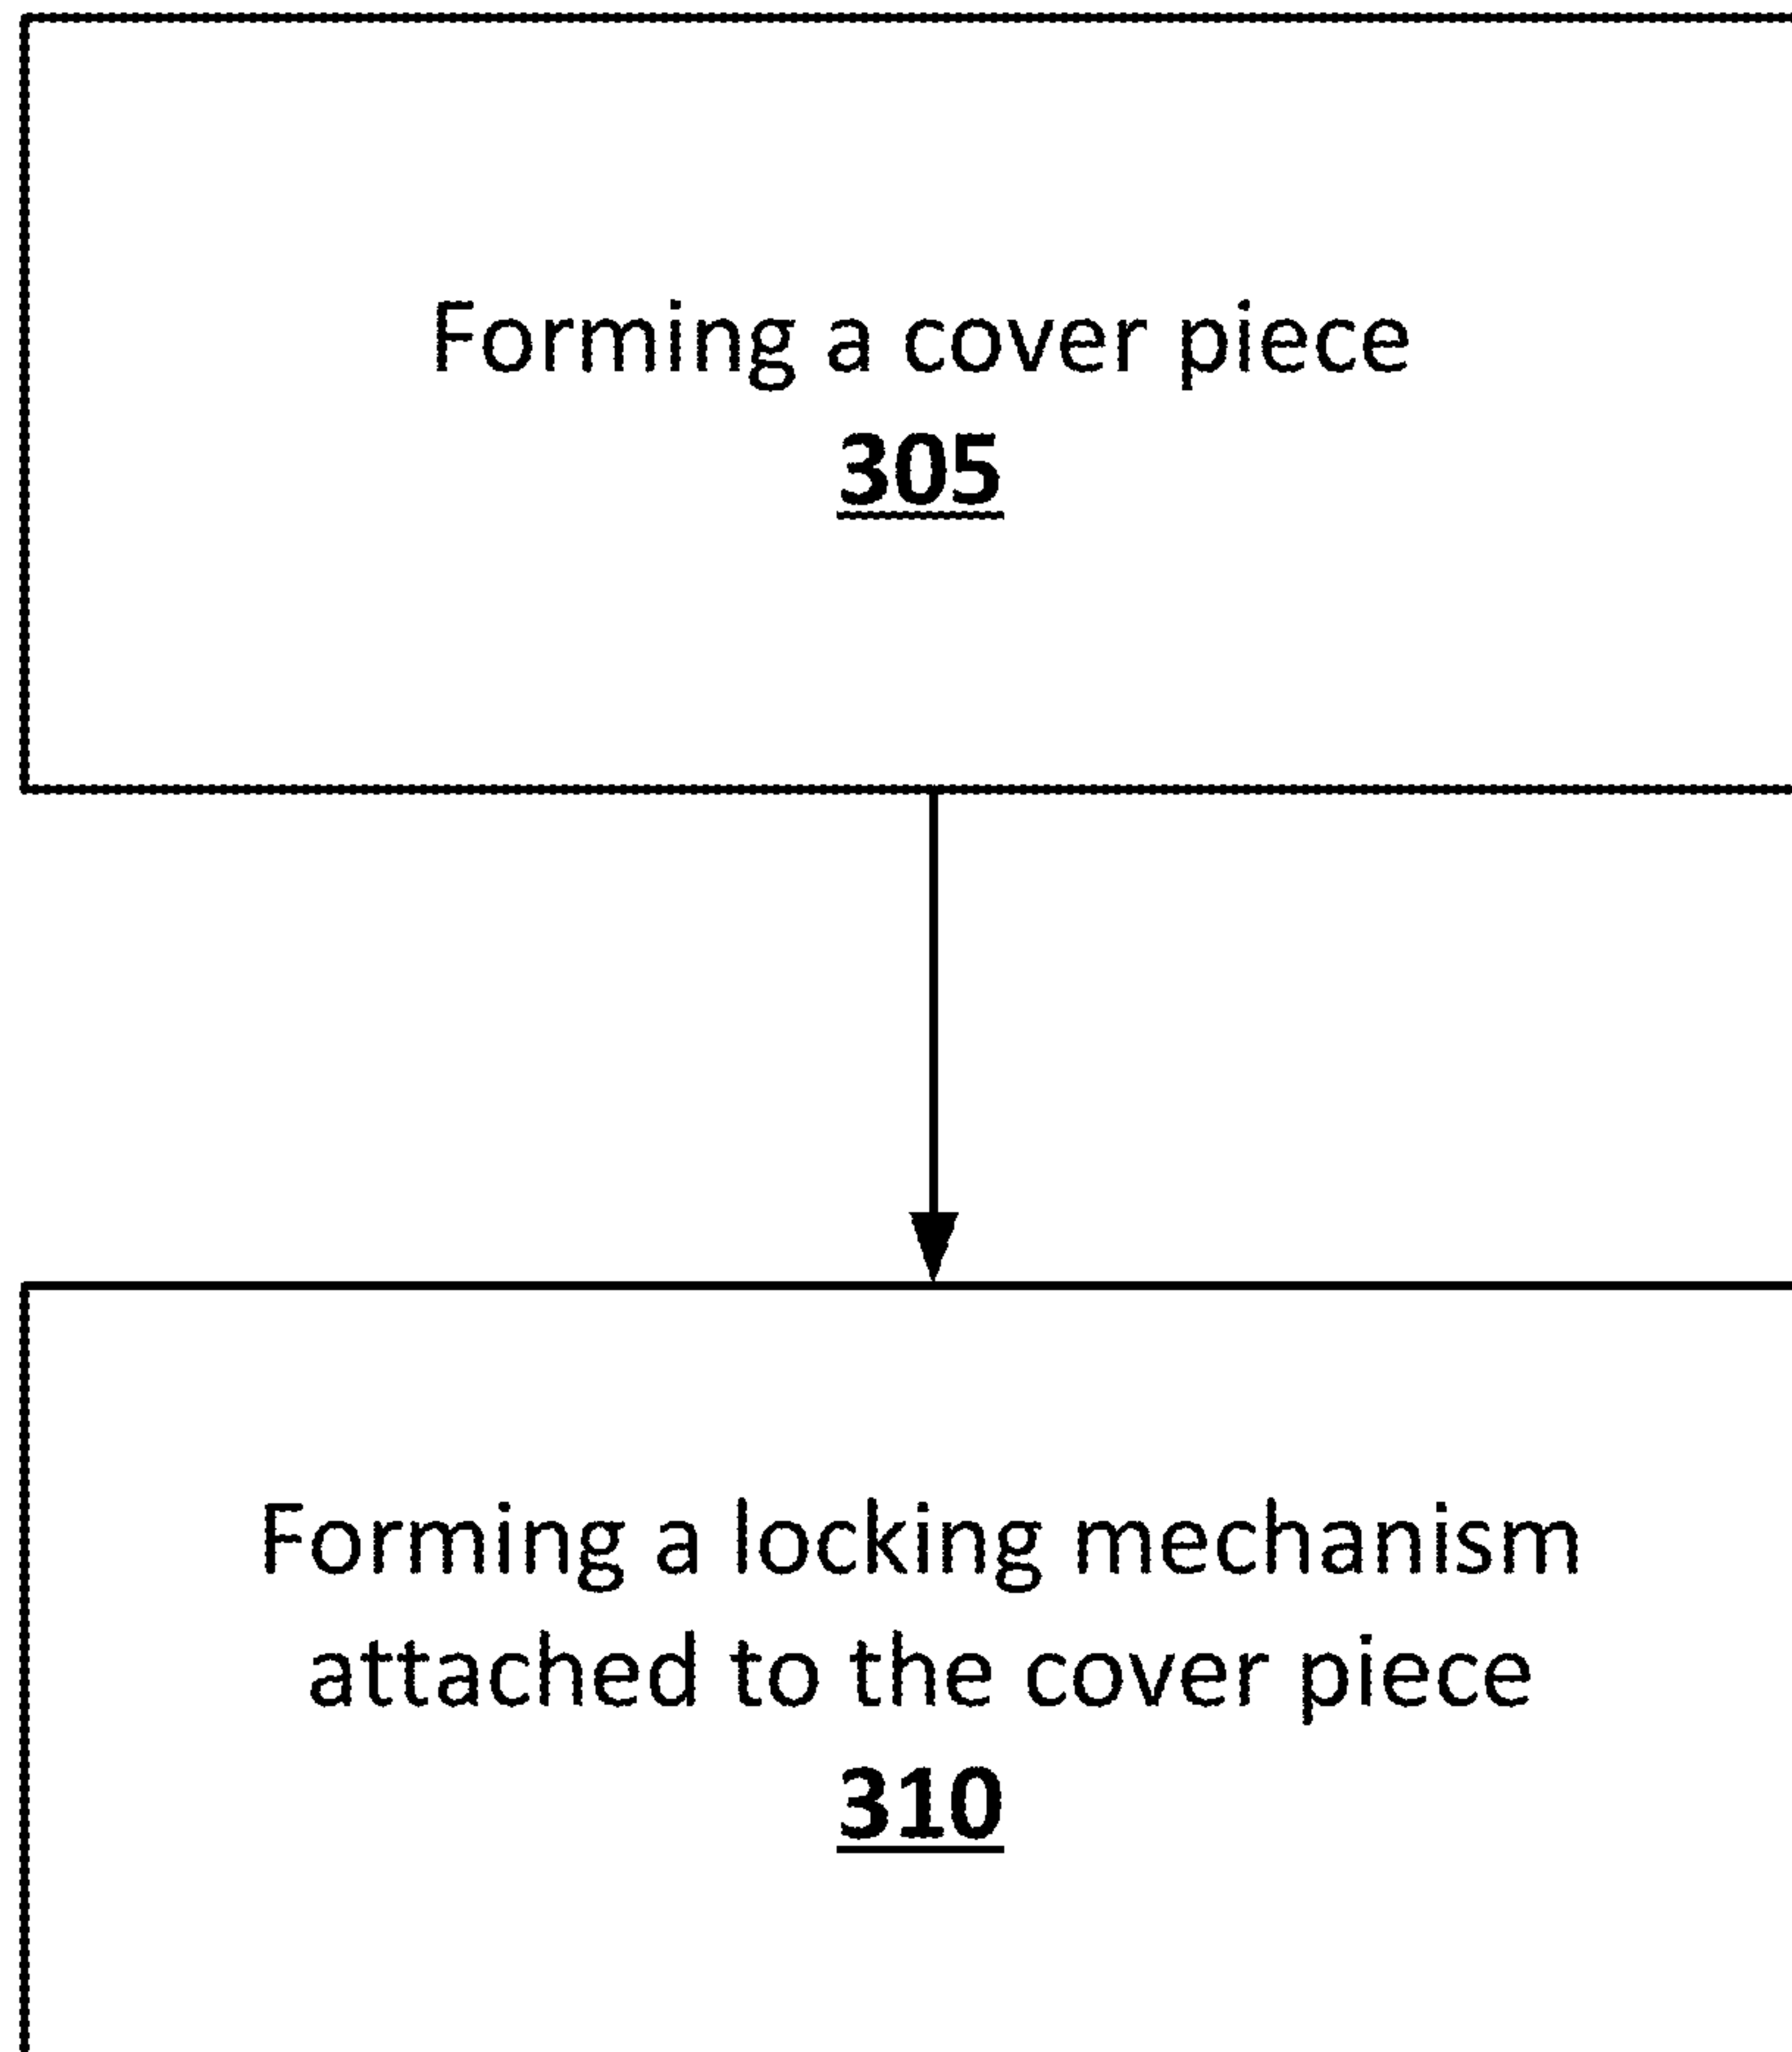 Forming a cover piece
305
Forming a locking mechanism
attached to the cover piece
310